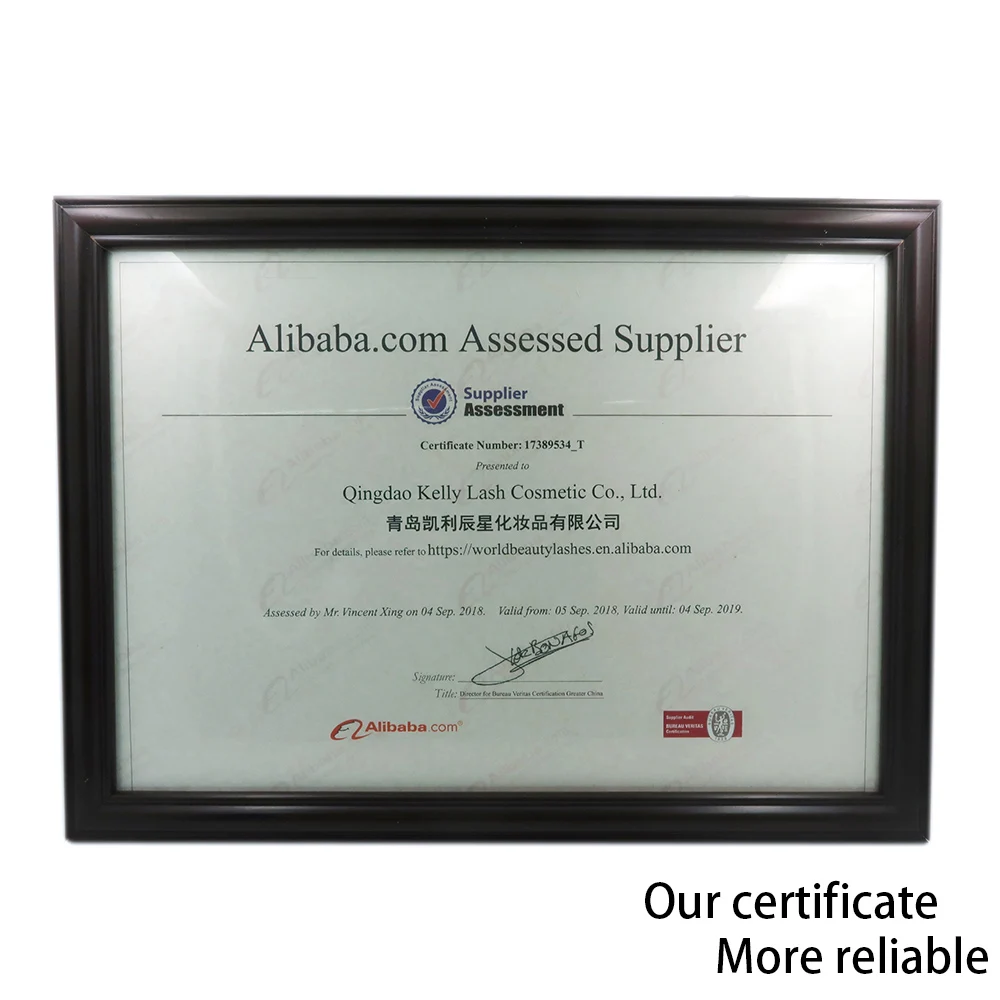 Alibaba.com Assessed Supplier
Supplier
Assessment
Certificate Number: 17389534_T
Presented to
Qingdao Kelly Lash Cosmetic Co., Ltd.
青岛凯利辰星化妆品有限公司
For details, please refer to https://worldbeautylashes.en.alibaba.com
Assessed by Mr. Vincent Xing on 04 Sep. 2018. Valid from: 05 Sep. 2018, Valid until: 04 Sep. 2019.
Signature:
Title: Director for Bureau Veritas Certification Greater China
Alibaba.com®
Supplier Audit
BUREAU VERITAS
Certification
Our certificate
More reliable